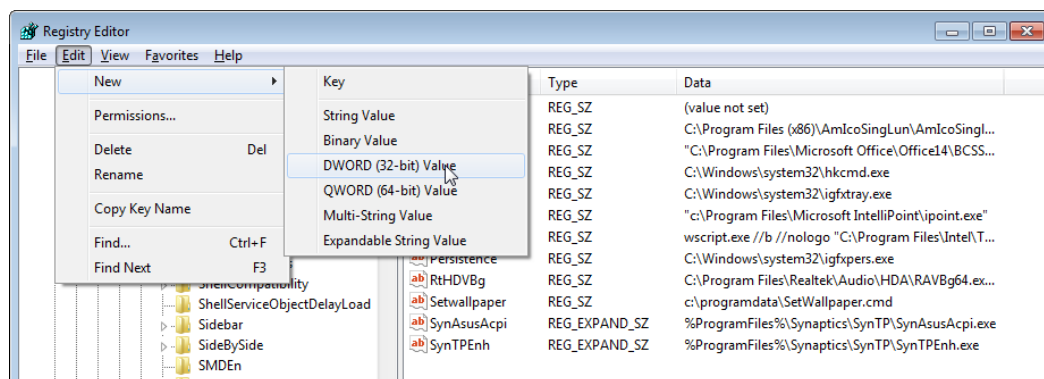 Registry Editor
File Edit View Favorites Help
New
Permissions...
Delete Del
Rename
Copy Key Name
Find... Ctrl+F
Find Next F3
Key
String Value
Binary Value
DWORD (32-bit) Value
QWORD (64-bit) Value
Multi-String Value
Expandable String Value
ShellCompatibility
ShellServiceObjectDelayLoad
Sidebar
SideBySide
SMDEn
Type Data
REG_SZ (value not set)
REG_SZ C:\Program Files (x86)\AmIcoSingLun\AmIcoSingl...
REG_SZ "C:\Program Files\Microsoft Office\Office14\BCSS...
REG_SZ C:\Windows\system32\hkcmd.exe
REG_SZ C:\Windows\system32\igfxtray.exe
REG_SZ "c:\Program Files\Microsoft IntelliPoint\ipoint.exe"
REG_SZ wscript.exe //b //nologo "C:\Program Files\Intel\T...
ab Persistence REG_SZ C:\Windows\system32\igfxpers.exe
ab RtHDVBg REG_SZ C:\Program Files\Realtek\Audio\HDA\RAVBg64.ex...
ab Setwallpaper REG_SZ c:\programdata\SetWallpaper.cmd
ab SynAsusAcpi REG_EXPAND_SZ %ProgramFiles%\Synaptics\SynTP\SynAsusAcpi.exe
ab SynTPEnh REG_EXPAND_SZ %ProgramFiles%\Synaptics\SynTP\SynTPEnh.exe